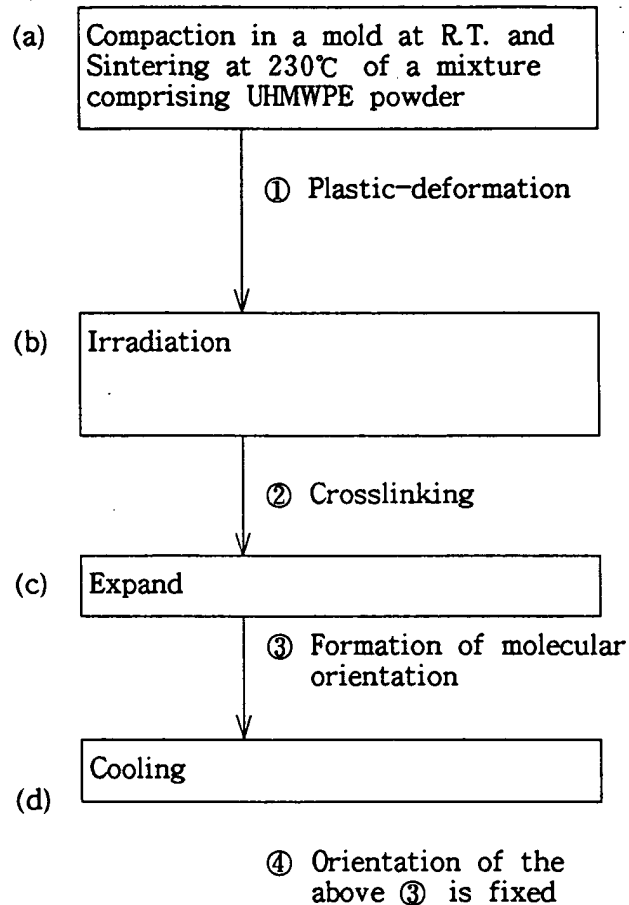 (a) Compaction in a mold at R.T. and
Sintering at 230℃ of a mixture
comprising UHMWPE powder
① Plastic-deformation
(b) Irradiation
② Crosslinking
(c) Expand
③ Formation of molecular
orientation
Cooling
(d)
④ Orientation of the
above ③ is fixed